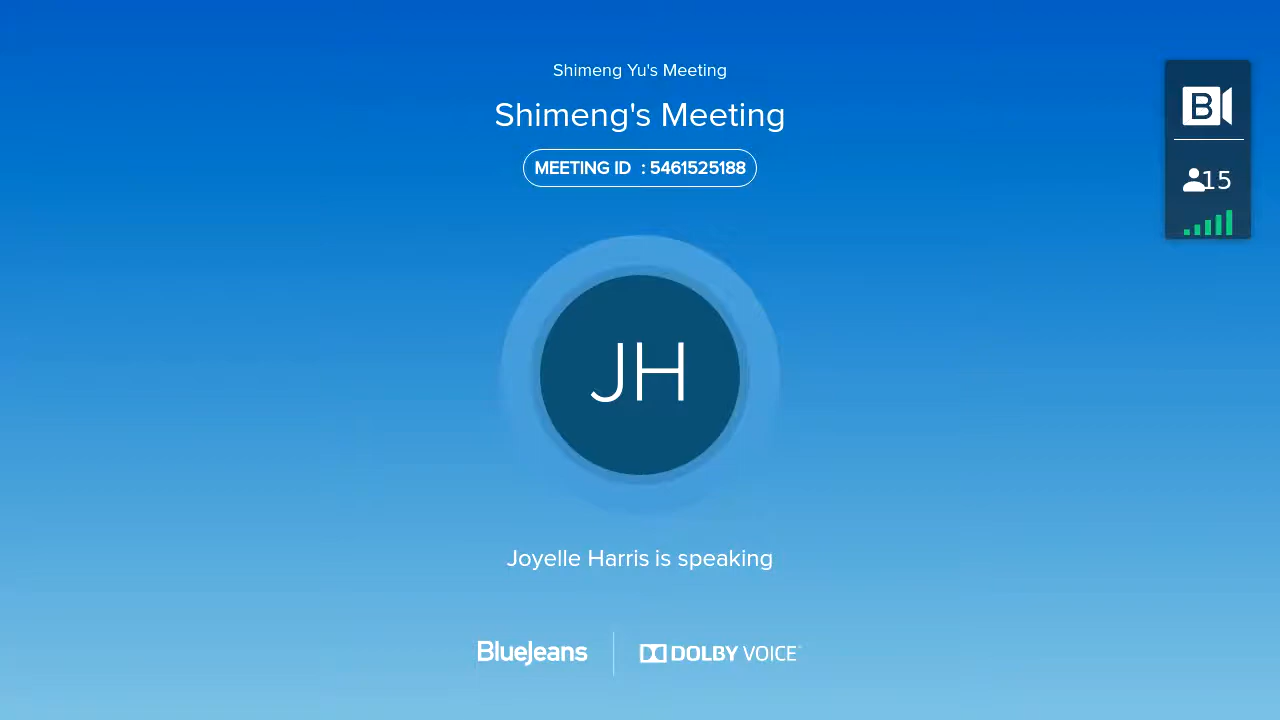 Shimeng Yu's Meeting
Shimeng's Meeting
MEETING ID : 5461525188
B
15
JH
Joyelle Harris is speaking
BlueJeans
DOLBY VOICE